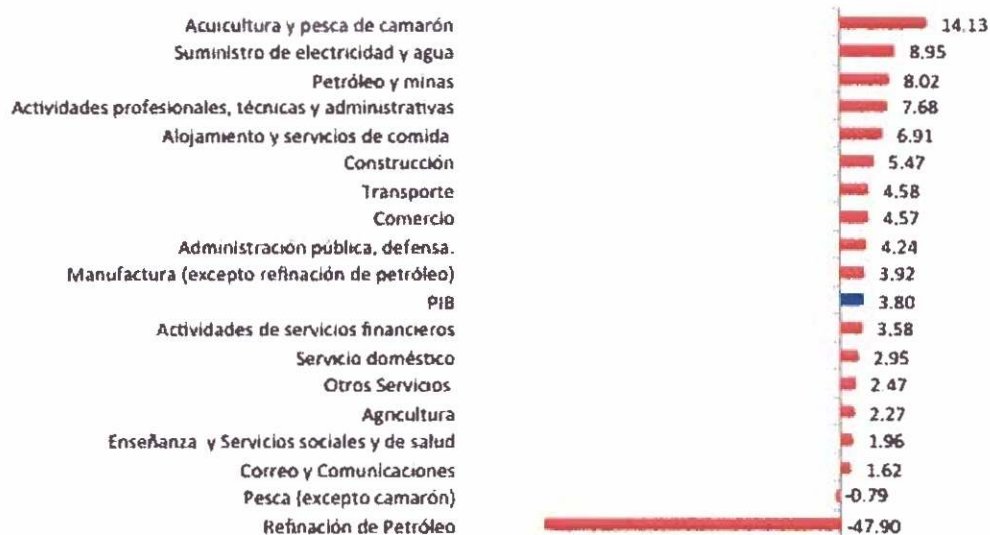 Acuicultura y pesca de camarón 14.13
Suministro de electricidad y agua 8.95
Petróleo y minas 8.02
Actividades profesionales, técnicas y administrativas 7.68
Alojamiento y servicios de comida 6.91
Construcción 5.47
Transporte 4.58
Comercio 4.57
Administración pública, defensa. 4.24
Manufactura (excepto refinación de petróleo) 3.92
PIB 3.80
Actividades de servicios financieros 3.58
Servicio doméstico 2.95
Otros Servicios 2.47
Agricultura 2.27
Enseñanza y Servicios sociales y de salud 1.96
Correo y Comunicaciones 1.62
Pesca (excepto camarón) -0.79
Refinación de Petróleo -47.90